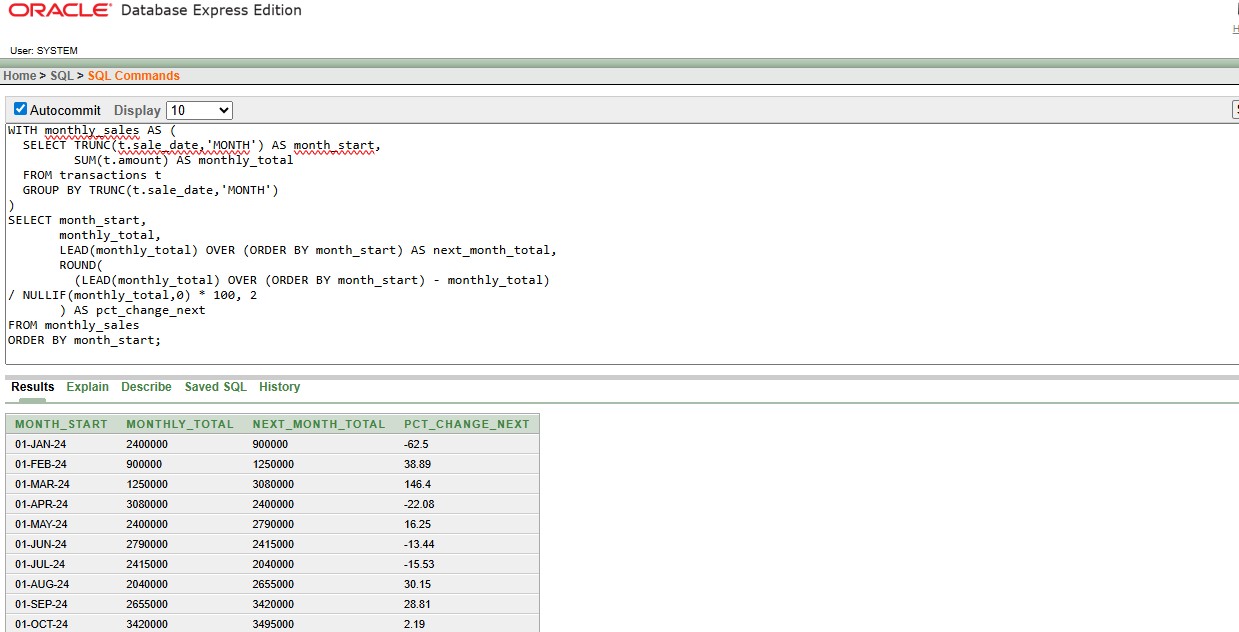 ORACLE Database Express Edition
User: SYSTEM
Home > SQL > SQL Commands
Autocommit Display 10
WITH monthly_sales AS (
  SELECT TRUNC(t.sale_date,'MONTH') AS month_start,
         SUM(t.amount) AS monthly_total
  FROM transactions t
  GROUP BY TRUNC(t.sale_date,'MONTH')
)
SELECT month_start,
       monthly_total,
       LEAD(monthly_total) OVER (ORDER BY month_start) AS next_month_total,
       ROUND(
         (LEAD(monthly_total) OVER (ORDER BY month_start) - monthly_total)
/ NULLIF(monthly_total,0) * 100, 2
       ) AS pct_change_next
FROM monthly_sales
ORDER BY month_start;
Results Explain Describe Saved SQL History
MONTH_START MONTHLY_TOTAL NEXT_MONTH_TOTAL PCT_CHANGE_NEXT
01-JAN-24 2400000 900000 -62.5
01-FEB-24 900000 1250000 38.89
01-MAR-24 1250000 3080000 146.4
01-APR-24 3080000 2400000 -22.08
01-MAY-24 2400000 2790000 16.25
01-JUN-24 2790000 2415000 -13.44
01-JUL-24 2415000 2040000 -15.53
01-AUG-24 2040000 2655000 30.15
01-SEP-24 2655000 3420000 28.81
01-OCT-24 3420000 3495000 2.19